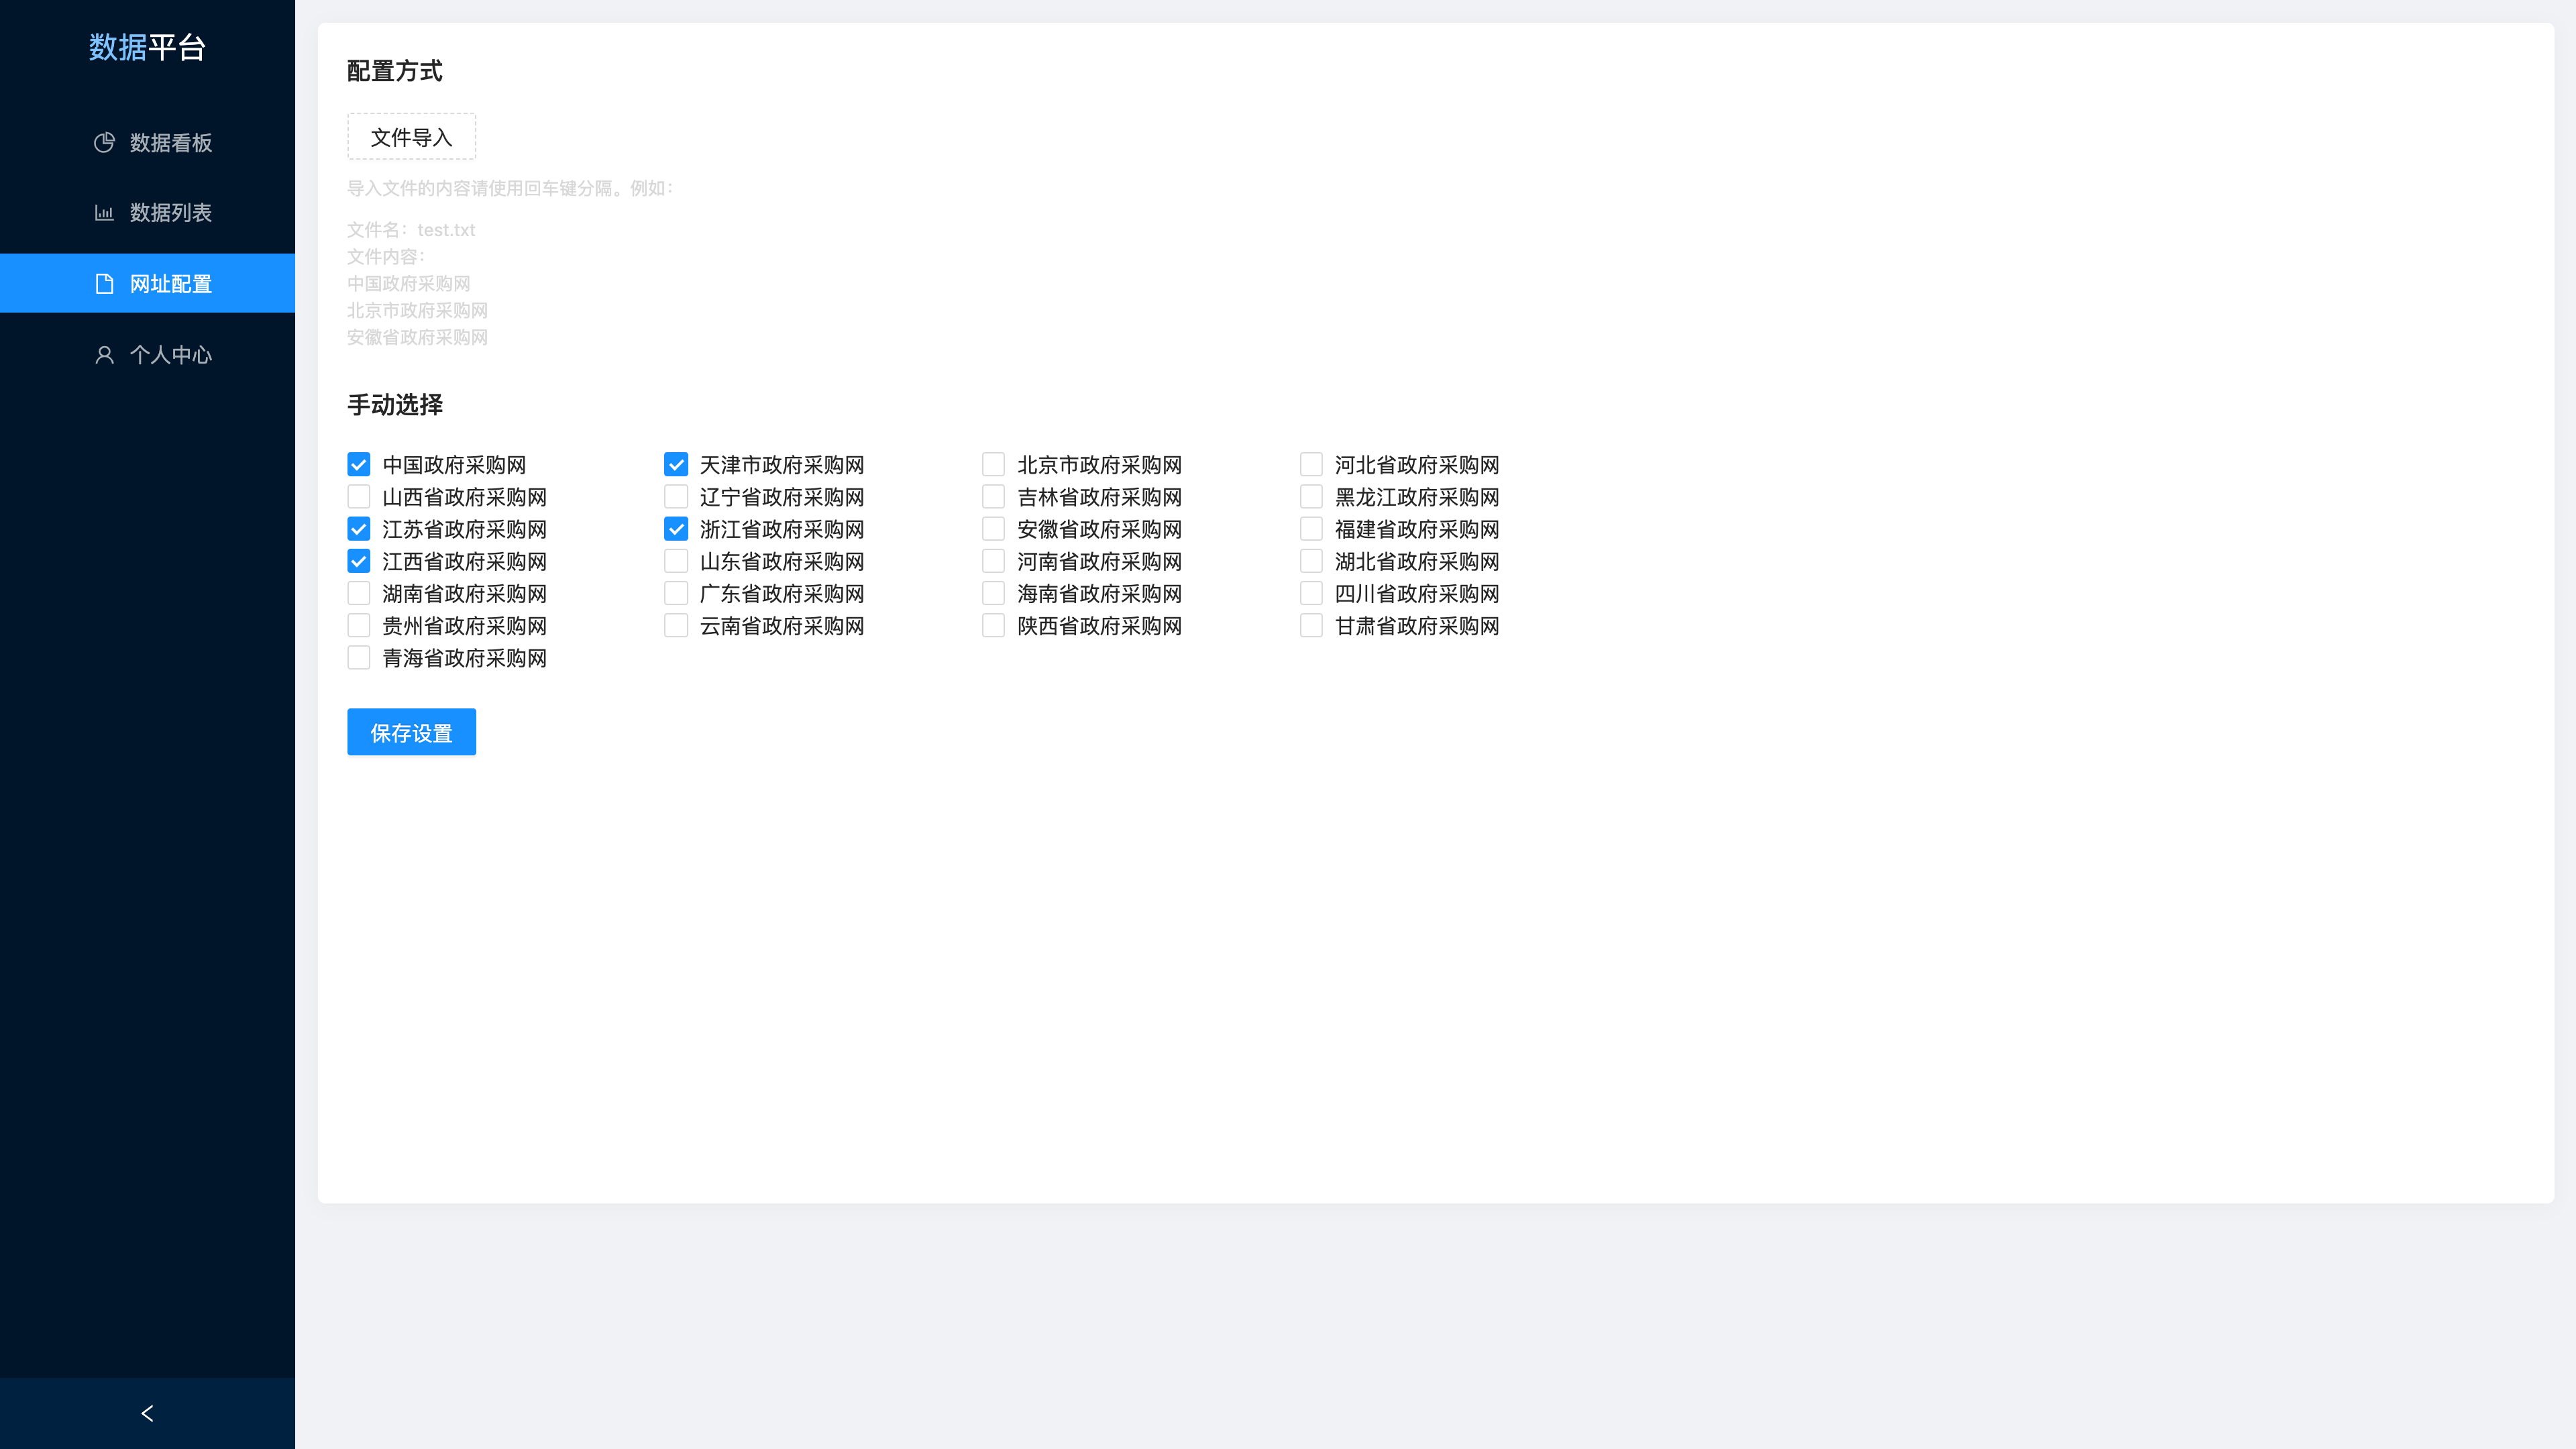 数据平台
数据看板
数据列表
网址配置
个人中心
配置方式
文件导入
导入文件的内容请使用回车键分隔。例如：
文件名：test.txt
文件内容：
中国政府采购网
北京市政府采购网
安徽省政府采购网
手动选择
中国政府采购网 天津市政府采购网 北京市政府采购网 河北省政府采购网
山西省政府采购网 辽宁省政府采购网 吉林省政府采购网 黑龙江政府采购网
江苏省政府采购网 浙江省政府采购网 安徽省政府采购网 福建省政府采购网
江西省政府采购网 山东省政府采购网 河南省政府采购网 湖北省政府采购网
湖南省政府采购网 广东省政府采购网 海南省政府采购网 四川省政府采购网
贵州省政府采购网 云南省政府采购网 陕西省政府采购网 甘肃省政府采购网
青海省政府采购网
保存设置